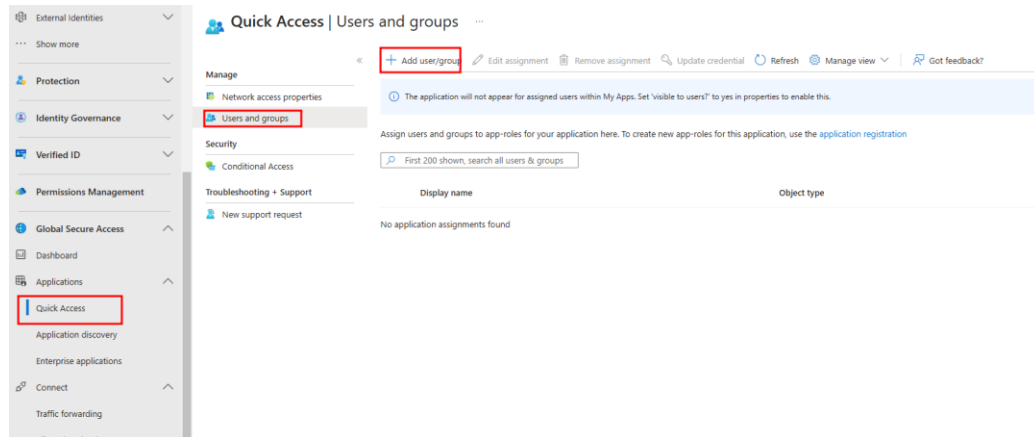 External Identities
Show more
Protection
Identity Governance
Verified ID
Permissions Management
Global Secure Access
Dashboard
Applications
Quick Access
Application discovery
Enterprise applications
Connect
Traffic forwarding
Quick Access | Users and groups ...
Manage
Network access properties
Users and groups
Security
Conditional Access
Troubleshooting + Support
New support request
Add user/group Edit assignment Remove assignment Update credential Refresh Manage view Got feedback?
The application will not appear for assigned users within My Apps. Set 'visible to users?' to yes in properties to enable this.
Assign users and groups to app-roles for your application here. To create new app-roles for this application, use the application registration
First 200 shown, search all users & groups
Display name Object type
No application assignments found